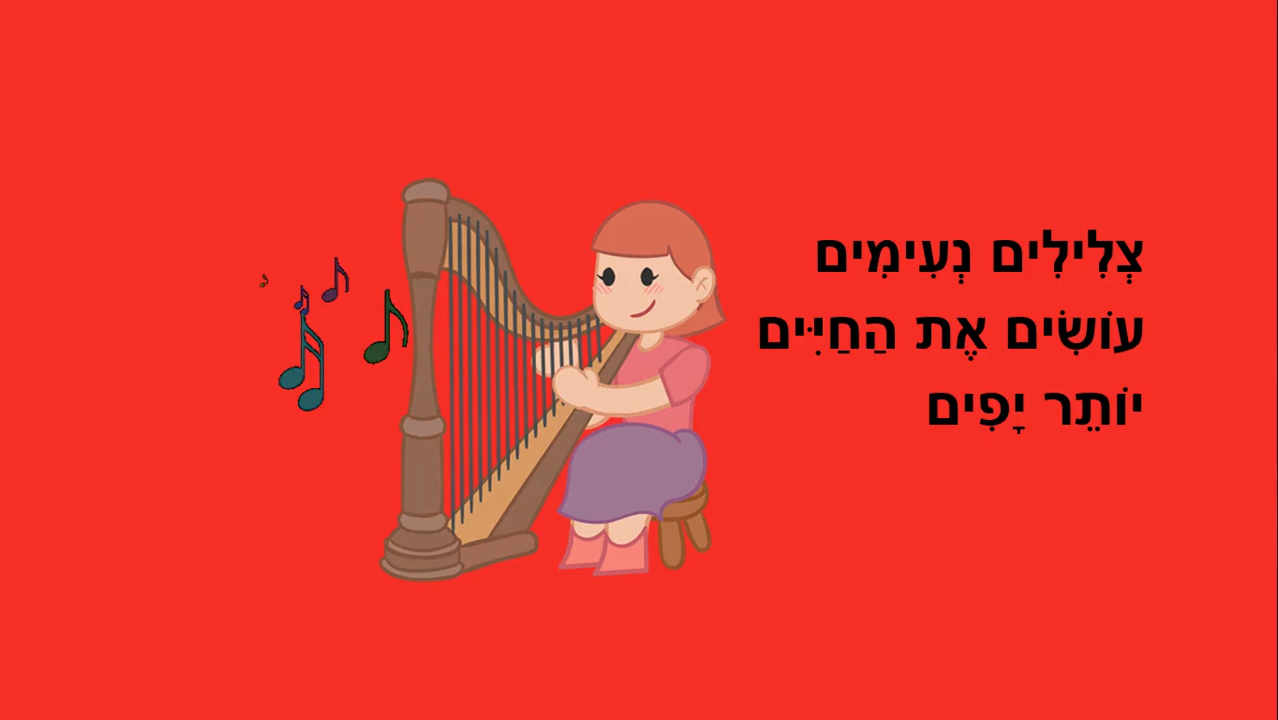 צְלִילִים נְעִימִים
עוֹשִׂים אֶת הַחַיִּים
יוֹתֵר יָפִים